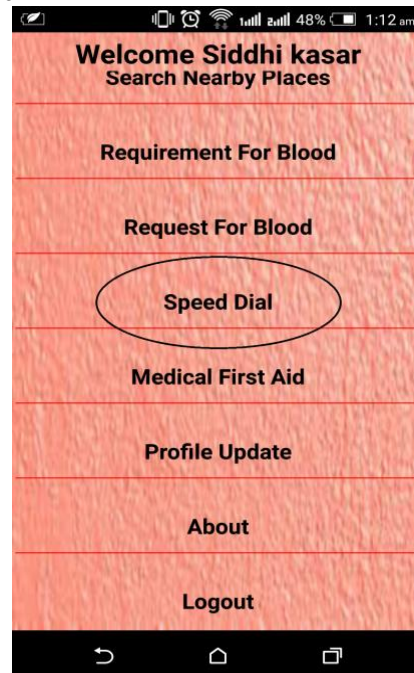 48% 1:12 am
Welcome Siddhi kasar
Search Nearby Places
Requirement For Blood
Request For Blood
Speed Dial
Medical First Aid
Profile Update
About
Logout